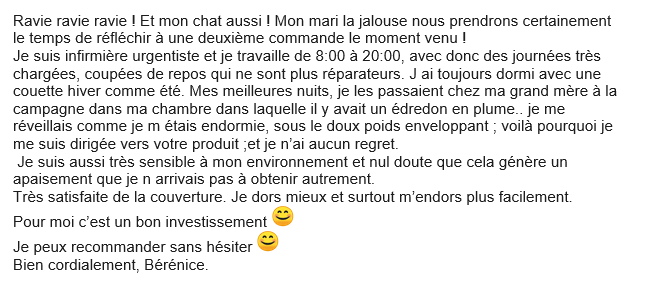 Ravie ravie ravie ! Et mon chat aussi ! Mon mari la jalouse nous prendrons certainement
le temps de réfléchir à une deuxième commande le moment venu !
Je suis infirmière urgentiste et je travaille de 8:00 à 20:00, avec donc des journées très
chargées, coupées de repos qui ne sont plus réparateurs. J ai toujours dormi avec une
couette hiver comme été. Mes meilleures nuits, je les passaient chez ma grand mère à la
campagne dans ma chambre dans laquelle il y avait un édredon en plume.. je me
réveillais comme je m étais endormie, sous le doux poids enveloppant ; voilà pourquoi je
me suis dirigée vers votre produit ;et je n’ai aucun regret.
Je suis aussi très sensible à mon environnement et nul doute que cela génère un
apaisement que je n arrivais pas à obtenir autrement.
Très satisfaite de la couverture. Je dors mieux et surtout m’endors plus facilement.
Pour moi c’est un bon investissement 😊
Je peux recommander sans hésiter 😊
Bien cordialement, Bérénice.